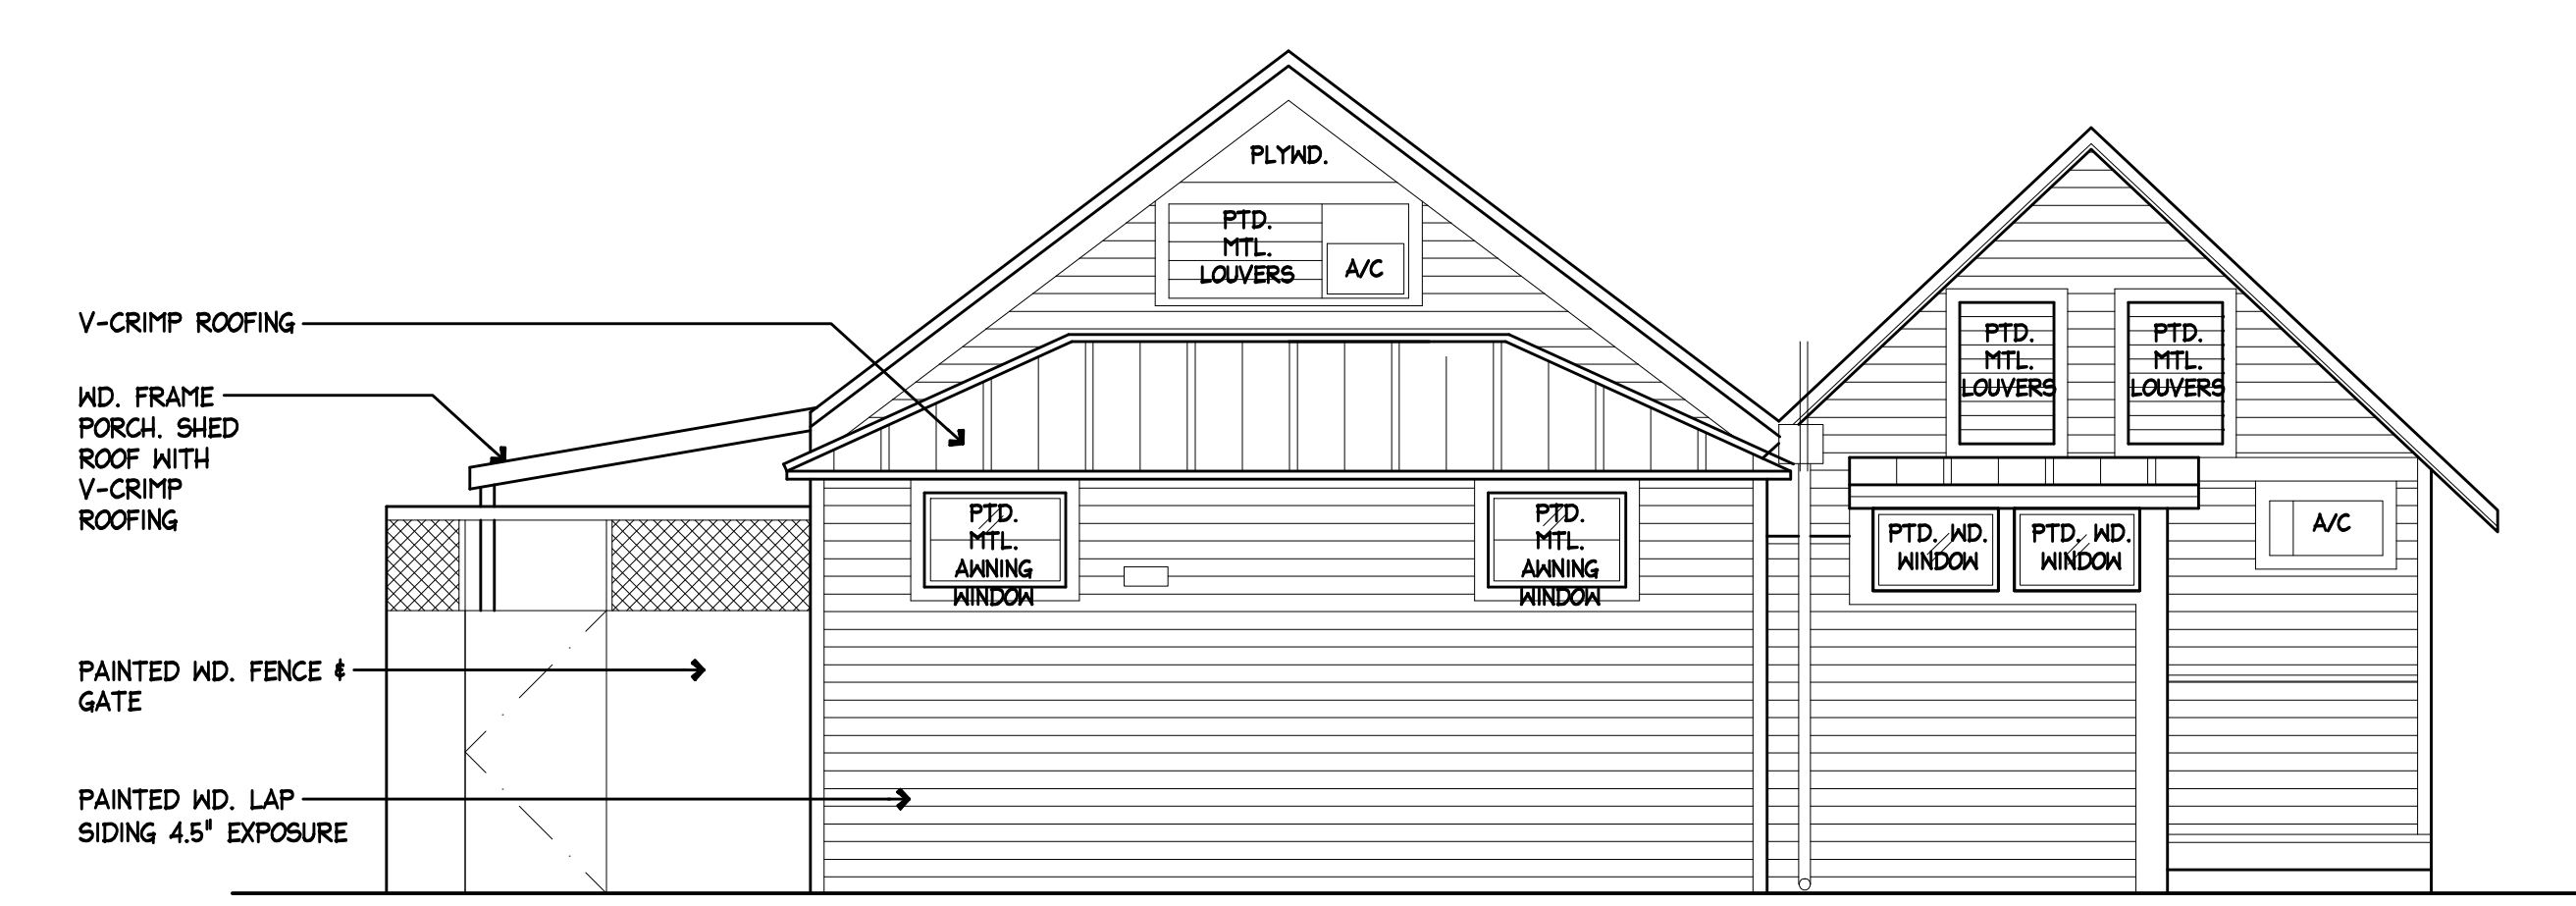 PLYWD.
PTD.
MTL.
LOUVERS
A/C
V-CRIMP ROOFING
WD. FRAME
PORCH. SHED
ROOF WITH
V-CRIMP
ROOFING
PTD.
MTL.
LOUVERS
PTD.
MTL.
LOUVERS
PTD.
MTL.
AWNING
WINDOW
PTD.
MTL.
AWNING
WINDOW
PTD. WD.
WINDOW
PTD. WD.
WINDOW
A/C
PAINTED WD. FENCE &
GATE
PAINTED WD. LAP
SIDING 4.5" EXPOSURE